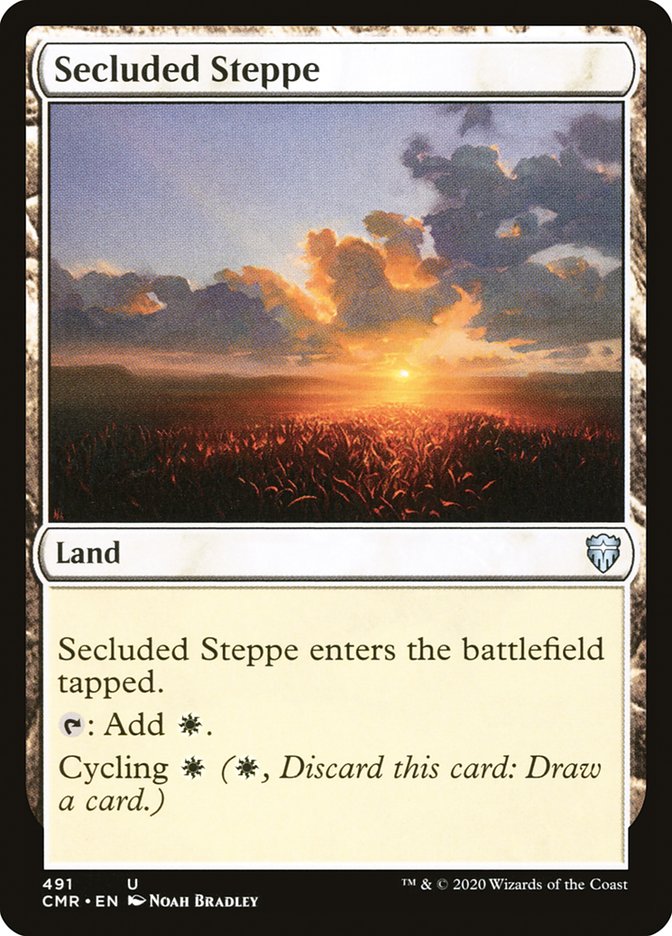 Secluded Steppe
Land
Secluded Steppe enters the battlefield
tapped.
: Add .
Cycling (, Discard this card: Draw
a card.)
491 U
™ & © 2020 Wizards of the Coast
CMR • EN Noah Bradley